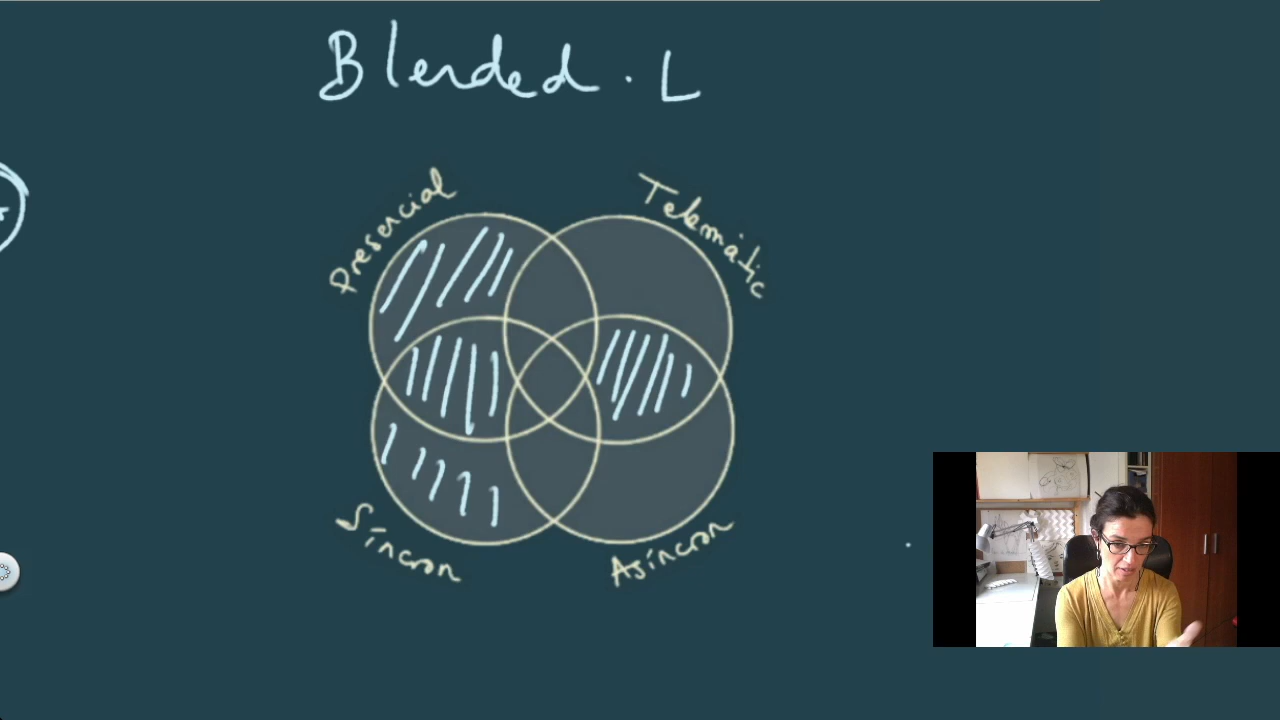 Blended. L
Presencial
Telematic
Síncron
Asíncron